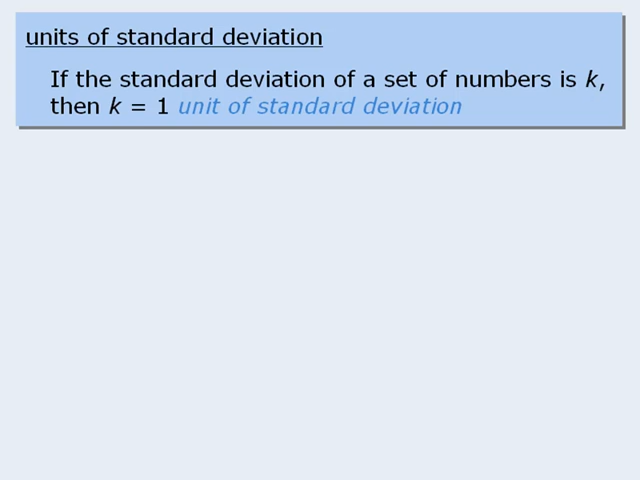 units of standard deviation
If the standard deviation of a set of numbers is k,
then k = 1 unit of standard deviation